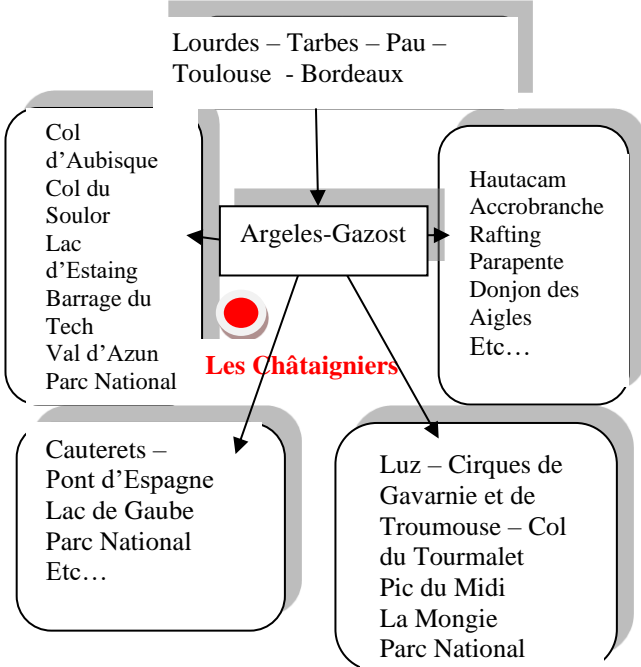 Lourdes – Tarbes – Pau –
Toulouse - Bordeaux
Col
d’Aubisque
Col du
Soulor
Lac
d’Estaing
Barrage du
Tech
Val d’Azun
Parc National
Argeles-Gazost
Hautacam
Accrobranche
Rafting
Parapente
Donjon des
Aigles
Etc…
Les Châtaigniers
Cauterets –
Pont d’Espagne
Lac de Gaube
Parc National
Etc…
Luz – Cirques de
Gavarnie et de
Troumouse – Col
du Tourmalet
Pic du Midi
La Mongie
Parc National